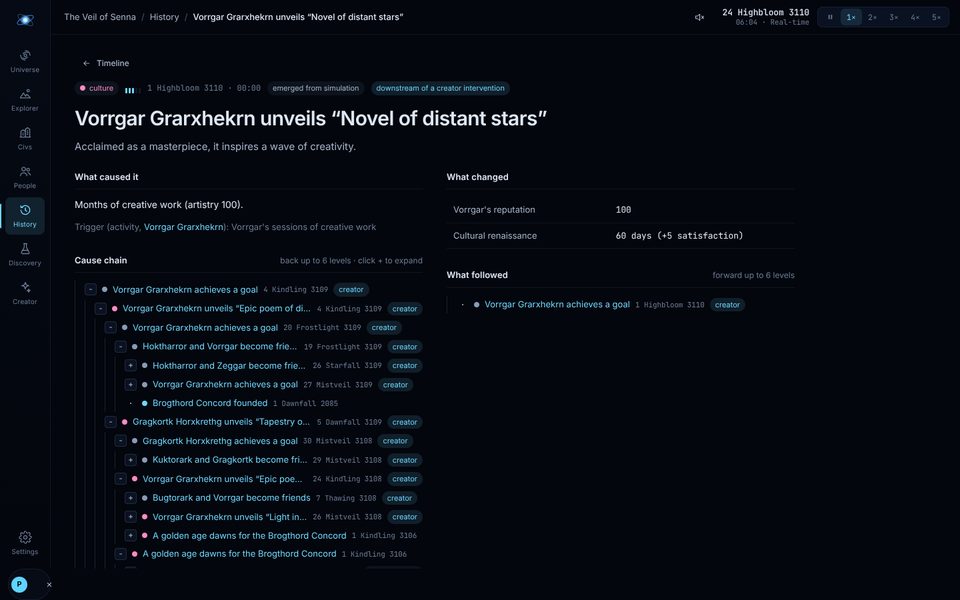 The Veil of Senna / History / Vorrgar Grarxhekrn unveils “Novel of distant stars”
24 Highbloom 3110
06:04 · Real-time
1× 2× 3× 4× 5×
Universe
Explorer
Civs
People
History
Discovery
Creator
Settings
P ×
← Timeline
culture 1 Highbloom 3110 · 00:00 emerged from simulation downstream of a creator intervention
Vorrgar Grarxhekrn unveils “Novel of distant stars”
Acclaimed as a masterpiece, it inspires a wave of creativity.
What caused it
Months of creative work (artistry 100).
Trigger (activity, Vorrgar Grarxhekrn): Vorrgar's sessions of creative work
Cause chain back up to 6 levels · click + to expand
- Vorrgar Grarxhekrn achieves a goal 4 Kindling 3109 creator
- Vorrgar Grarxhekrn unveils “Epic poem of di... 4 Kindling 3109 creator
- Vorrgar Grarxhekrn achieves a goal 20 Frostlight 3109 creator
- Hoktharror and Vorrgar become frie... 19 Frostlight 3109 creator
+ Hoktharror and Zeggar become frie... 26 Starfall 3109 creator
+ Vorrgar Grarxhekrn achieves a goal 27 Mistveil 3109 creator
· Brogthord Concord founded 1 Dawnfall 2085
- Gragkortk Horxkrethg unveils “Tapestry o... 5 Dawnfall 3109 creator
- Gragkortk Horxkrethg achieves a goal 30 Mistveil 3108 creator
+ Kuktorark and Gragkortk become fri... 29 Mistveil 3108 creator
- Vorrgar Grarxhekrn unveils “Epic poe... 24 Kindling 3108 creator
+ Bugtorark and Vorrgar become friends 7 Thawing 3108 creator
+ Vorrgar Grarxhekrn unveils “Light in... 26 Mistveil 3108 creator
+ A golden age dawns for the Brogthord Concord 1 Kindling 3106
- A golden age dawns for the Brogthord Concord 1 Kindling 3106
What changed
Vorrgar's reputation 100
Cultural renaissance 60 days (+5 satisfaction)
What followed forward up to 6 levels
· Vorrgar Grarxhekrn achieves a goal 1 Highbloom 3110 creator